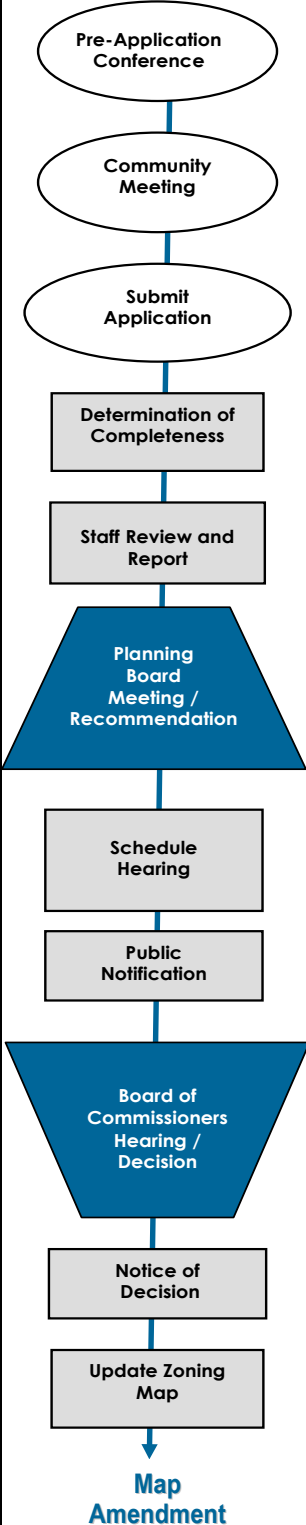 Pre-Application
Conference
Community
Meeting
Submit
Application
Determination of
Completeness
Staff Review and
Report
Planning
Board
Meeting /
Recommendation
Schedule
Hearing
Public
Notification
Board of
Commissioners
Hearing /
Decision
Notice of
Decision
Update Zoning
Map
Map
Amendment